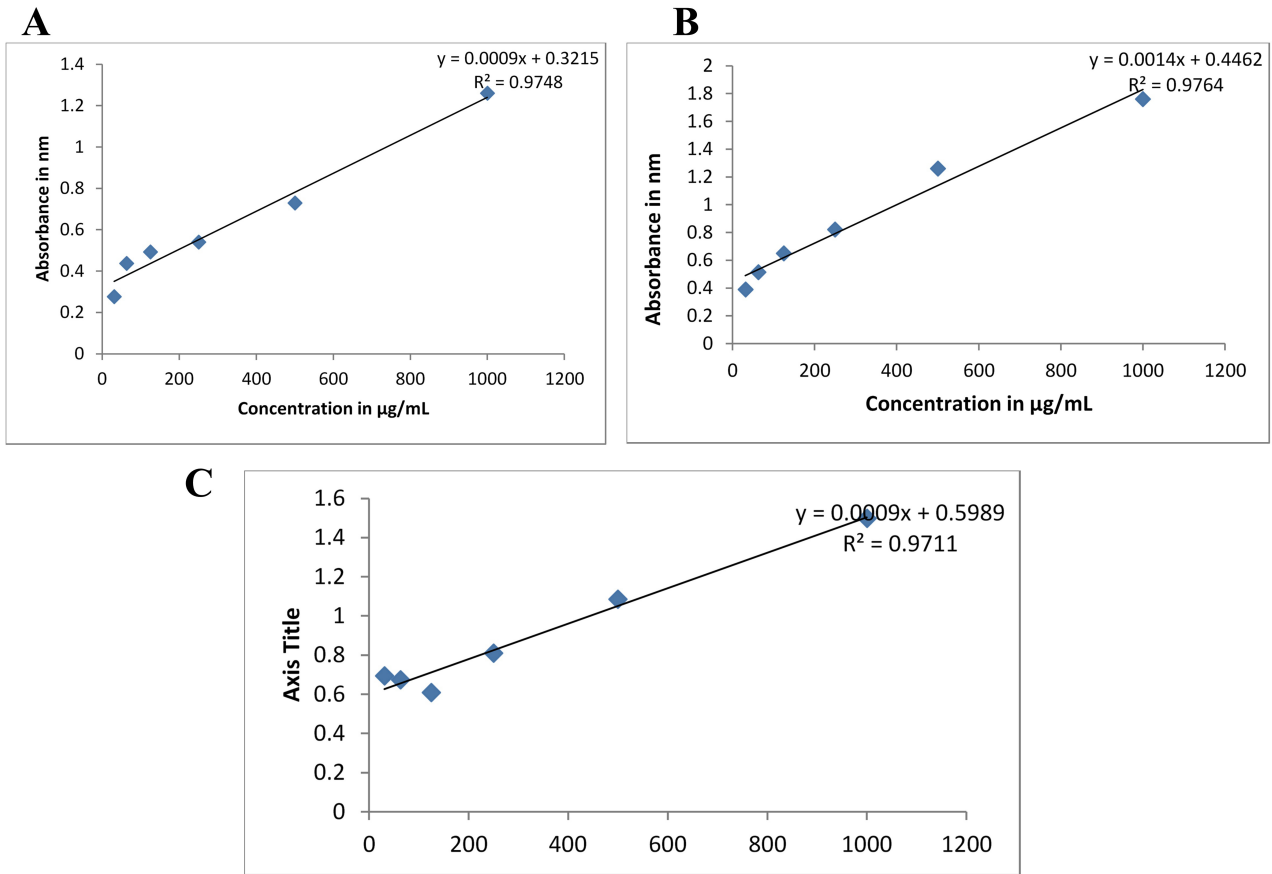 A
y = 0.0009x + 0.3215
R² = 0.9748
1.4
1.2
1
0.8
0.6
0.4
0.2
0
Absorbance in nm
0 200 400 600 800 1000 1200
Concentration in µg/mL
B
y = 0.0014x + 0.4462
R² = 0.9764
2
1.8
1.6
1.4
1.2
1
0.8
0.6
0.4
0.2
0
Absorbance in nm
0 200 400 600 800 1000 1200
Concentration in µg/mL
C
y = 0.0009x + 0.5989
R² = 0.9711
1.6
1.4
1.2
1
0.8
0.6
0.4
0.2
0
Axis Title
0 200 400 600 800 1000 1200